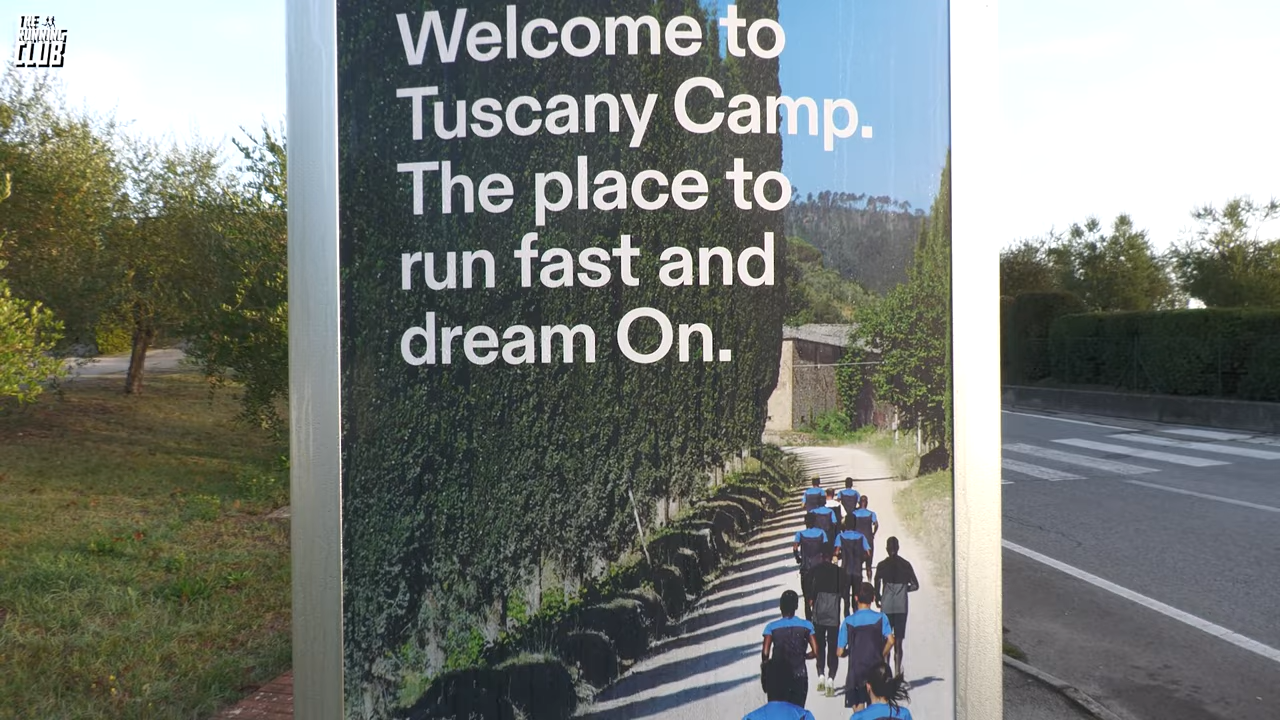 THE
RUNNING
CLUB
Welcome to
Tuscany Camp.
The place to
run fast and
dream On.